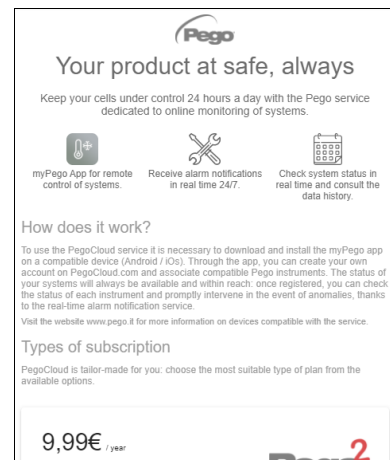 Pego
Your product at safe, always
Keep your cells under control 24 hours a day with the Pego service
dedicated to online monitoring of systems.
myPego App for remote
control of systems.
Receive alarm notifications
in real time 24/7.
Check system status in
real time and consult the
data history.
How does it work?
To use the PegoCloud service it is necessary to download and install the myPego app
on a compatible device (Android / iOs). Through the app, you can create your own
account on PegoCloud.com and associate compatible Pego instruments. The status of
your systems will always be available and within reach: once registered, you can check
the status of each instrument and promptly intervene in the event of anomalies, thanks
to the real-time alarm notification service.
Visit the website www.pego.it for more information on devices compatible with the service.
Types of subscription
PegoCloud is tailor-made for you: choose the most suitable type of plan from the
available options.
9,99€ / year
2